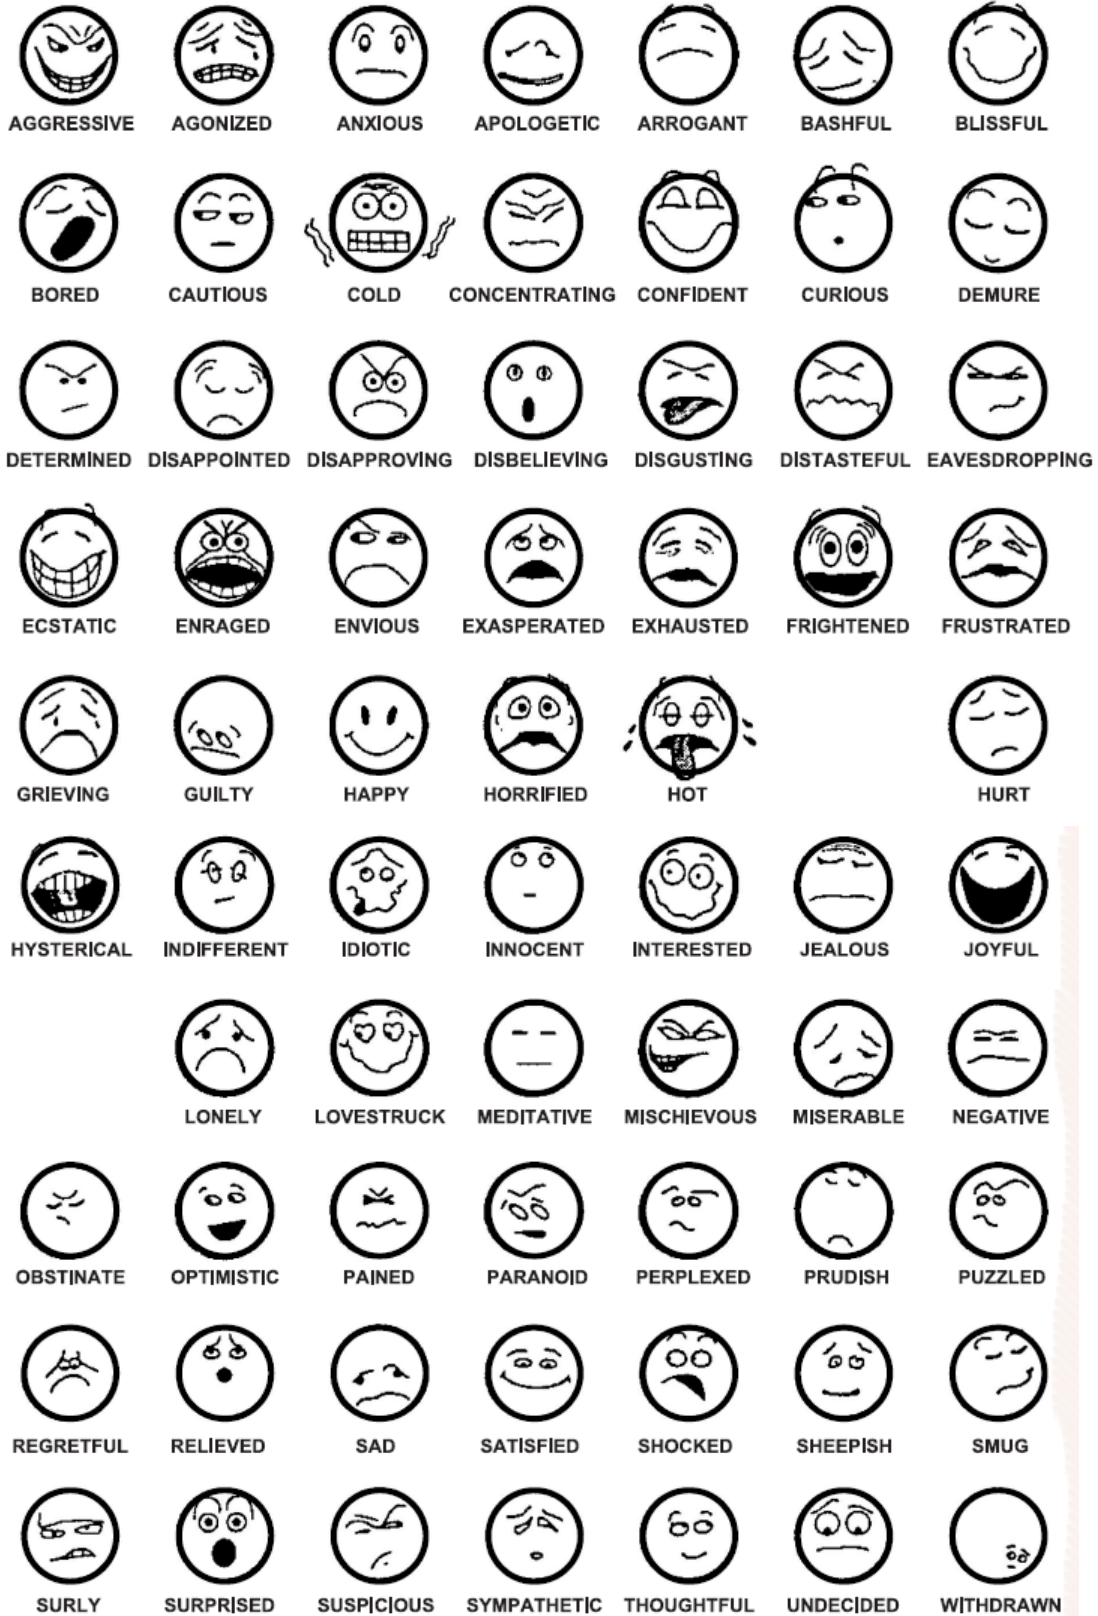 AGGRESSIVE AGONIZED ANXIOUS APOLOGETIC ARROGANT BASHFUL BLISSFUL
BORED CAUTIOUS COLD CONCENTRATING CONFIDENT CURIOUS DEMURE
DETERMINED DISAPPOINTED DISAPPROVING DISBELIEVING DISGUSTING DISTASTEFUL EAVESDROPPING
ECSTATIC ENRAGED ENVIOUS EXASPERATED EXHAUSTED FRIGHTENED FRUSTRATED
GRIEVING GUILTY HAPPY HORRIFIED HOT HURT
HYSTERICAL INDIFFERENT IDIOTIC INNOCENT INTERESTED JEALOUS JOYFUL
LONELY LOVESTRUCK MEDITATIVE MISCHIEVOUS MISERABLE NEGATIVE
OBSTINATE OPTIMISTIC PAINED PARANOID PERPLEXED PRUDISH PUZZLED
REGRETFUL RELIEVED SAD SATISFIED SHOCKED SHEEPISH SMUG
SURLY SURPRISED SUSPICIOUS SYMPATHETIC THOUGHTFUL UNDECIDED WITHDRAWN